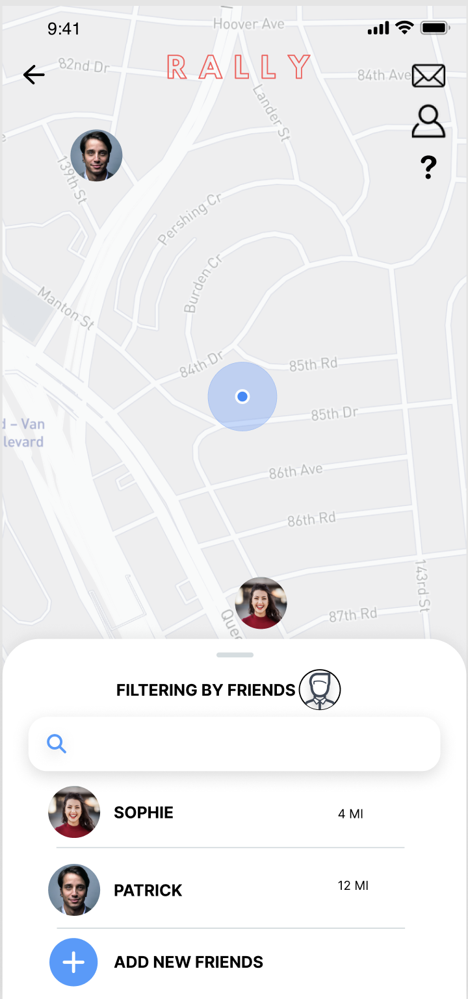 9:41
Hoover Ave
82nd Dr
RALLY
84th Ave
Lander St
139th St
?
Pershing Cr
Burden Cr
Manton St
84th Dr
85th Rd
85th Dr
– Van
levard
86th Ave
86th Rd
143rd St
87th Rd
FILTERING BY FRIENDS
SOPHIE
4 MI
PATRICK
12 MI
ADD NEW FRIENDS